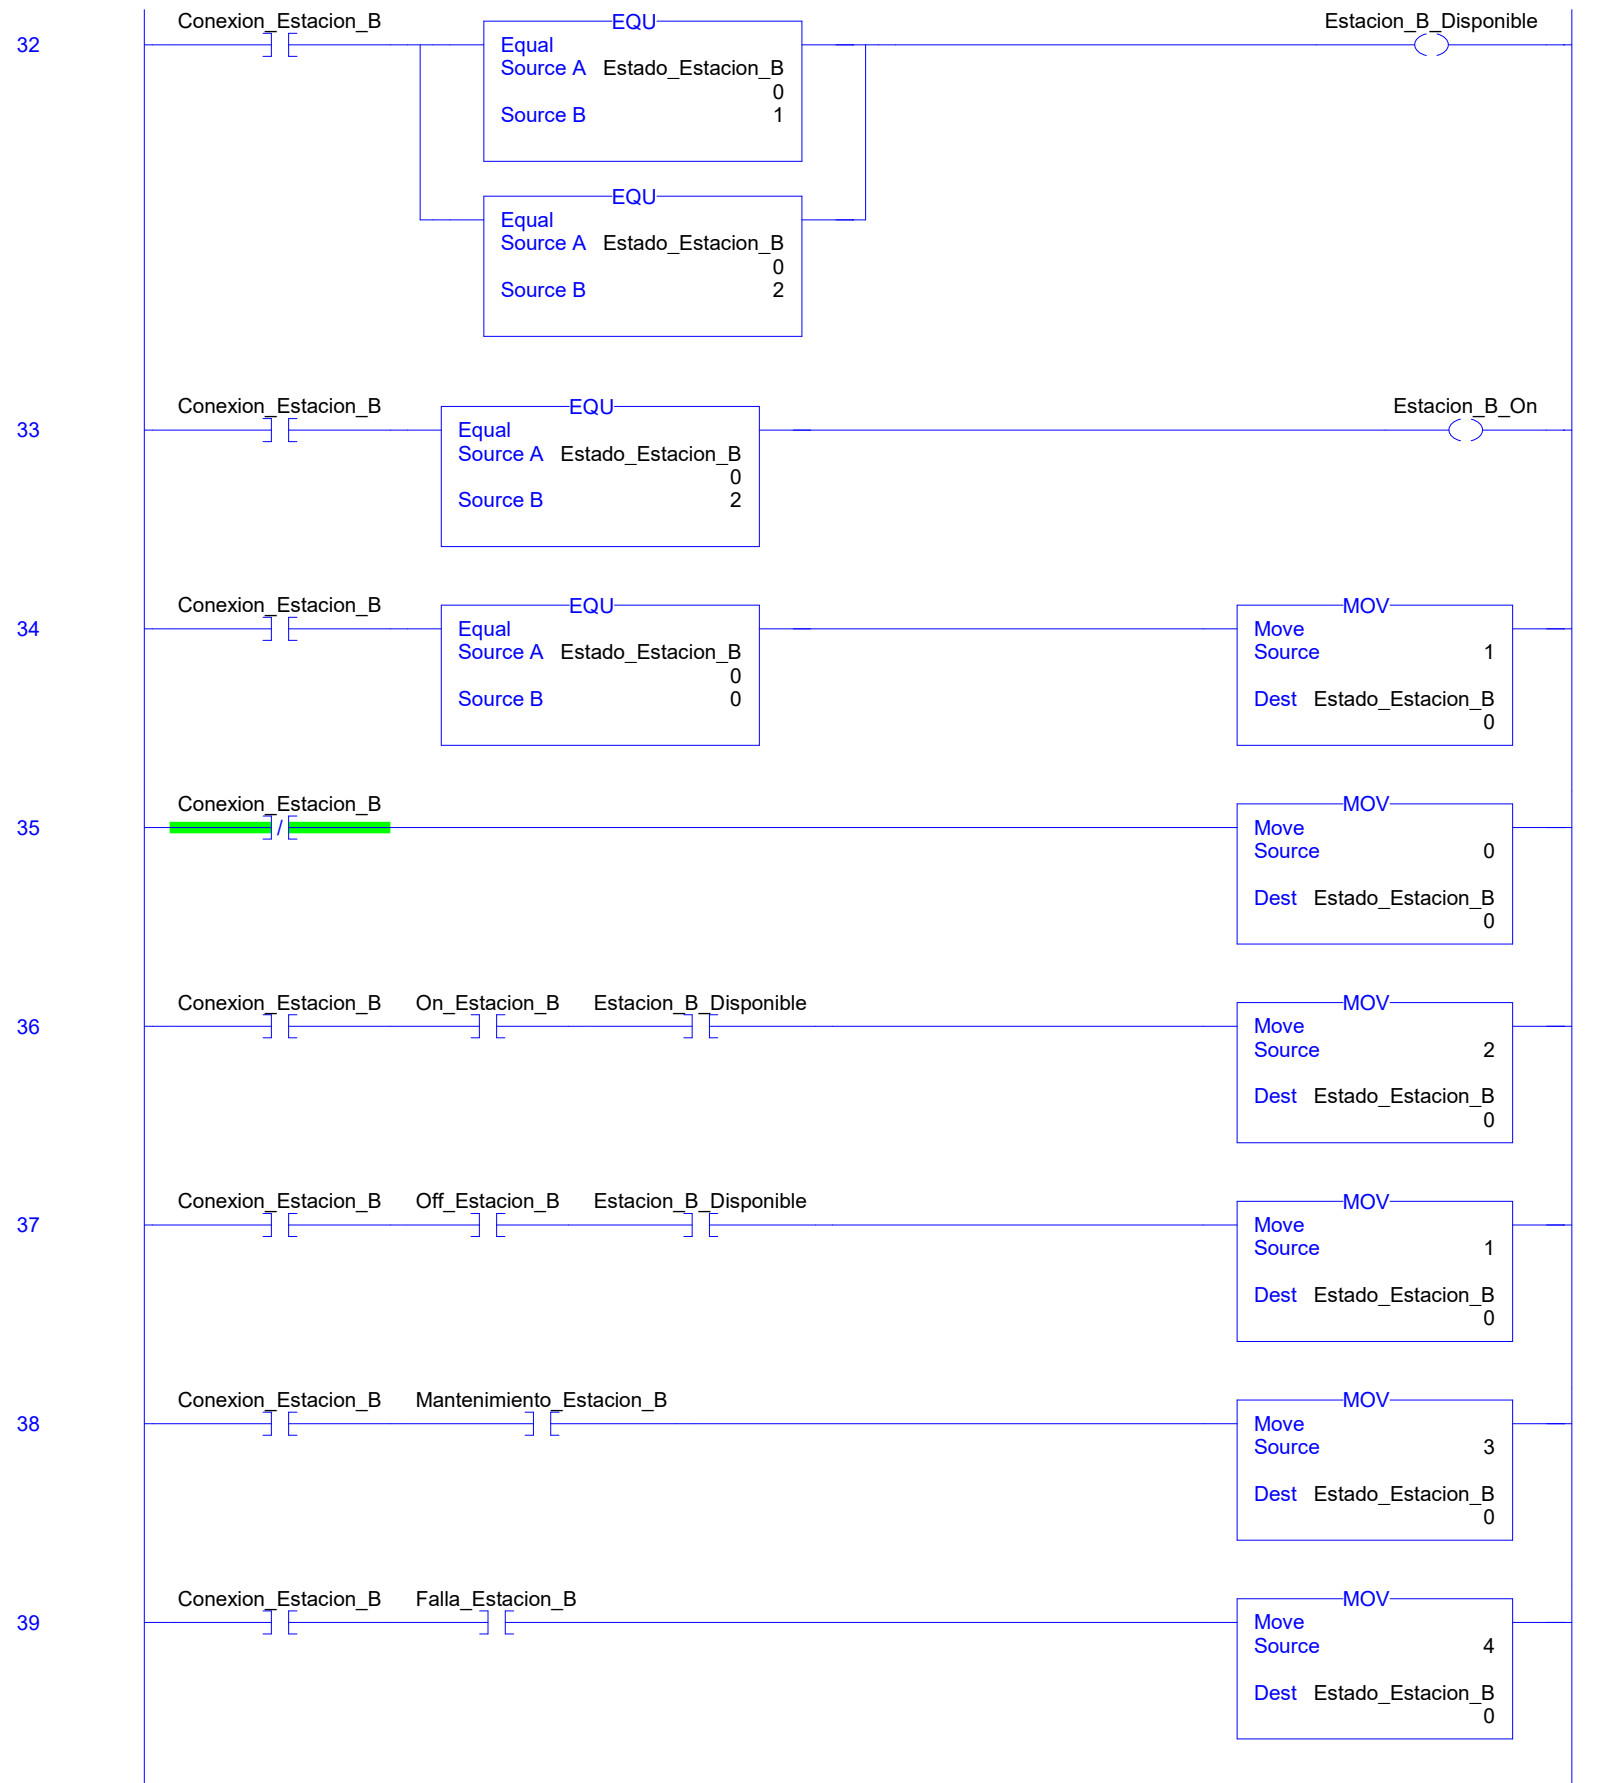 Conexion_Estacion_B EQU Estacion_B_Disponible
32 Equal
Source A Estado_Estacion_B
0
Source B 1
EQU
Equal
Source A Estado_Estacion_B
0
Source B 2
Conexion_Estacion_B EQU Estacion_B_On
33 Equal
Source A Estado_Estacion_B
0
Source B 2
Conexion_Estacion_B EQU MOV
34 Equal Move
Source A Estado_Estacion_B Source 1
0
Source B 0 Dest Estado_Estacion_B
0
Conexion_Estacion_B MOV
35 / Move
Source 0
Dest Estado_Estacion_B
0
Conexion_Estacion_B On_Estacion_B Estacion_B_Disponible MOV
36 Move
Source 2
Dest Estado_Estacion_B
0
Conexion_Estacion_B Off_Estacion_B Estacion_B_Disponible MOV
37 Move
Source 1
Dest Estado_Estacion_B
0
Conexion_Estacion_B Mantenimiento_Estacion_B MOV
38 Move
Source 3
Dest Estado_Estacion_B
0
Conexion_Estacion_B Falla_Estacion_B MOV
39 Move
Source 4
Dest Estado_Estacion_B
0